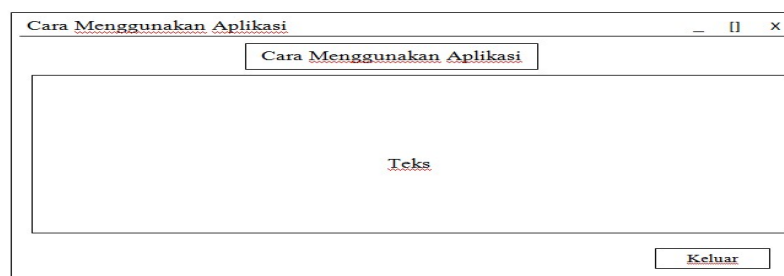 Cara Menggunakan Aplikasi _ [] X
Cara Menggunakan Aplikasi
Teks
Keluar